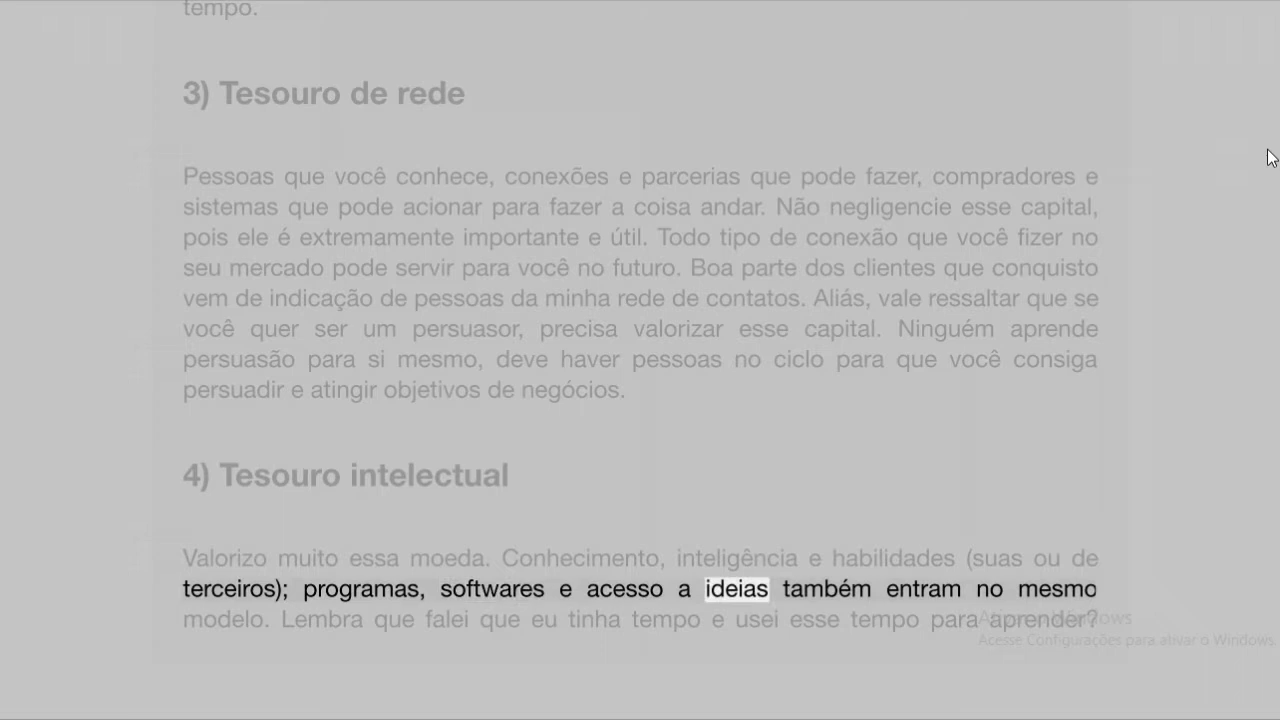 tempo.
3) Tesouro de rede
Pessoas que você conhece, conexões e parcerias que pode fazer, compradores e
sistemas que pode acionar para fazer a coisa andar. Não negligencie esse capital,
pois ele é extremamente importante e útil. Todo tipo de conexão que você fizer no
seu mercado pode servir para você no futuro. Boa parte dos clientes que conquisto
vem de indicação de pessoas da minha rede de contatos. Aliás, vale ressaltar que se
você quer ser um persuasor, precisa valorizar esse capital. Ninguém aprende
persuasão para si mesmo, deve haver pessoas no ciclo para que você consiga
persuadir e atingir objetivos de negócios.
4) Tesouro intelectual
Valorizo muito essa moeda. Conhecimento, inteligência e habilidades (suas ou de
terceiros); programas, softwares e acesso a ideias também entram no mesmo
modelo. Lembra que falei que eu tinha tempo e usei esse tempo para aprender?
Ativar o Windows
Acesse Configurações para ativar o Windows.